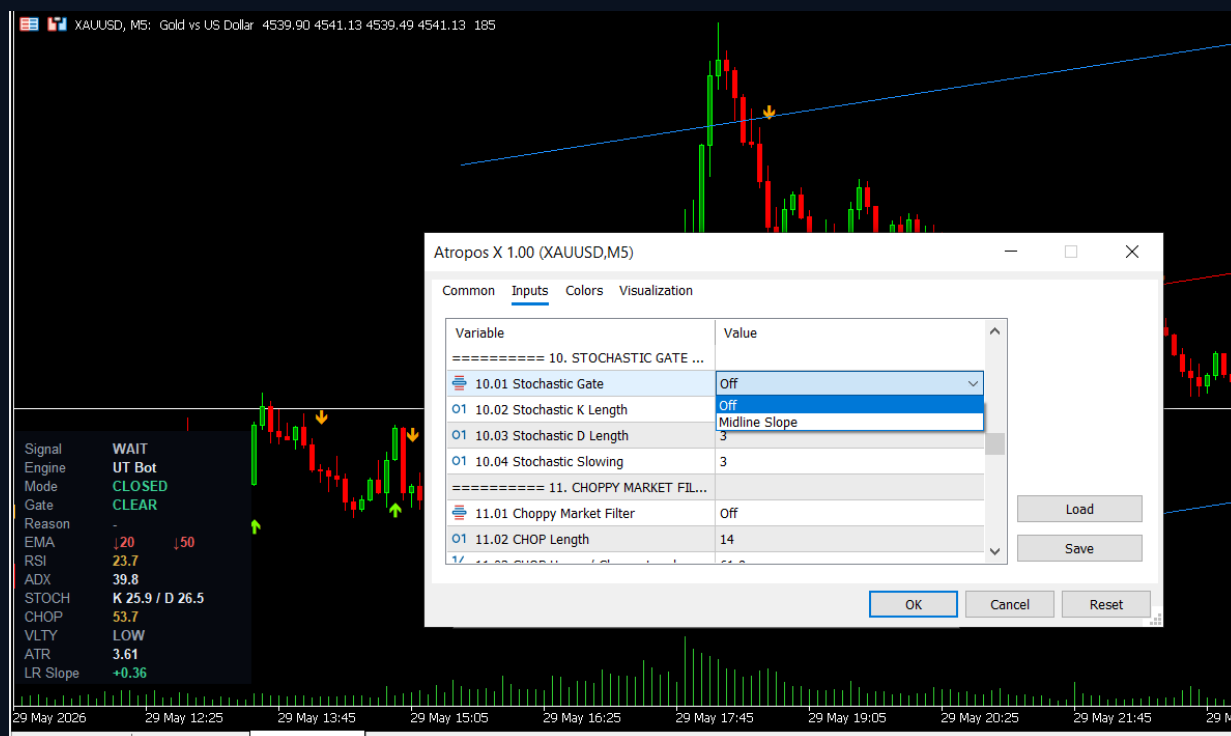 XAUUSD, M5: Gold vs US Dollar 4539.90 4541.13 4539.49 4541.13 185
Atropos X 1.00 (XAUUSD,M5)
Common Inputs Colors Visualization
Variable Value
========== 10. STOCHASTIC GATE ...
10.01 Stochastic Gate Off
Off
10.02 Stochastic K Length
Midline Slope
10.03 Stochastic D Length 3
10.04 Stochastic Slowing 3
========== 11. CHOPPY MARKET FIL...
11.01 Choppy Market Filter Off
11.02 CHOP Length 14
Load
Save
OK Cancel Reset
Signal WAIT
Engine UT Bot
Mode CLOSED
Gate CLEAR
Reason -
EMA ↓20 ↓50
RSI 23.7
ADX 39.8
STOCH K 25.9 / D 26.5
CHOP 53.7
VLTY LOW
ATR 3.61
LR Slope +0.36
29 May 2026 29 May 12:25 29 May 13:45 29 May 15:05 29 May 16:25 29 May 17:45 29 May 19:05 29 May 20:25 29 May 21:45 29 M